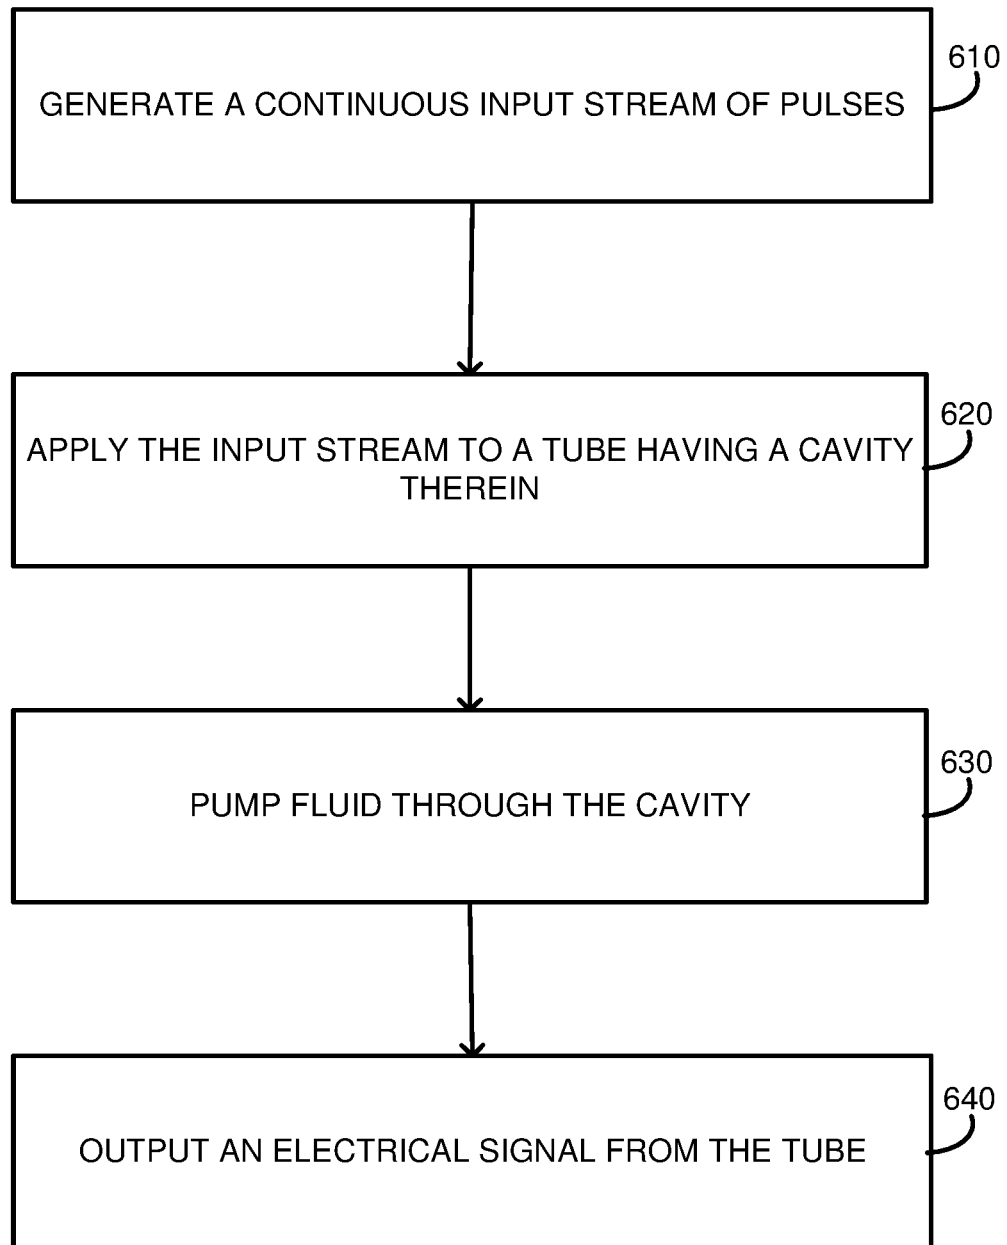 610
GENERATE A CONTINUOUS INPUT STREAM OF PULSES
620
APPLY THE INPUT STREAM TO A TUBE HAVING A CAVITY
THEREIN
630
PUMP FLUID THROUGH THE CAVITY
640
OUTPUT AN ELECTRICAL SIGNAL FROM THE TUBE